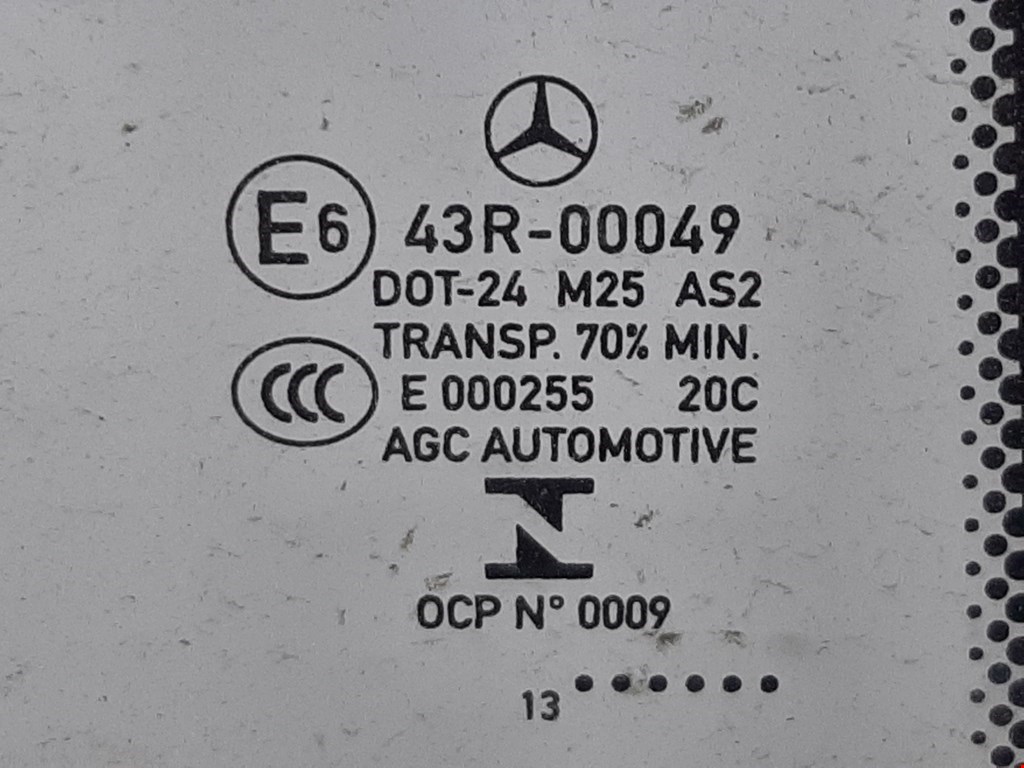 E6 43R-00049
DOT-24 M25 AS2
TRANSP. 70% MIN.
CCC E 000255 20C
AGC AUTOMOTIVE
OCP N° 0009
13 ••••••